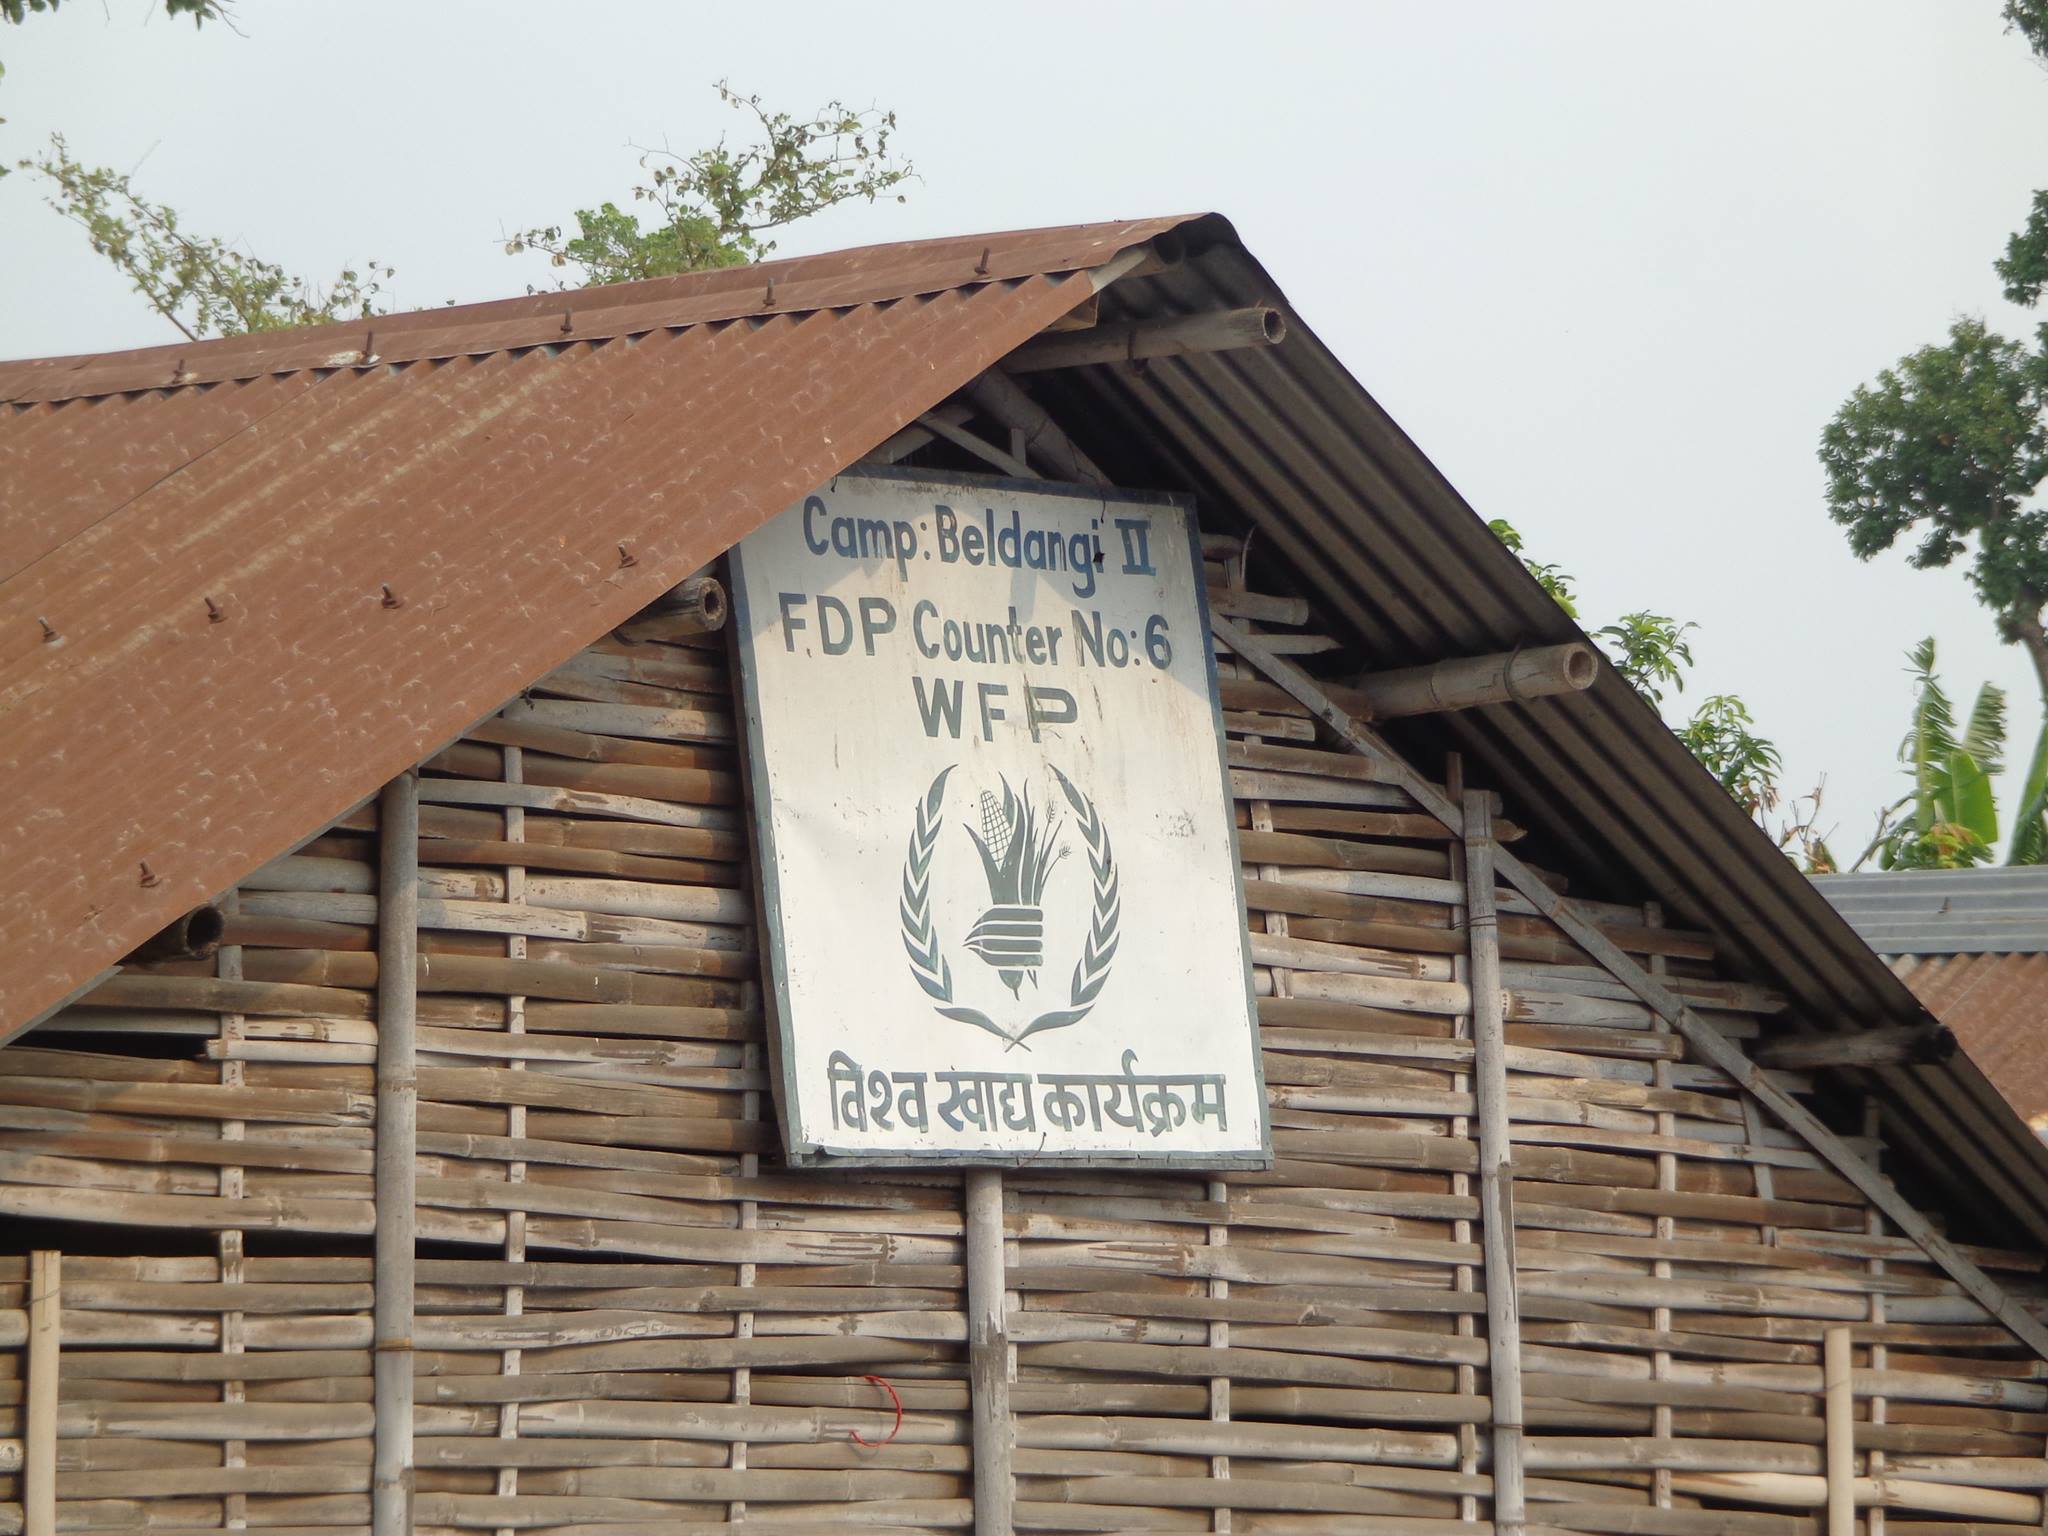 Camp: Beldangi II
FDP Counter No: 6
WFP
विश्व खाद्य कार्यक्रम